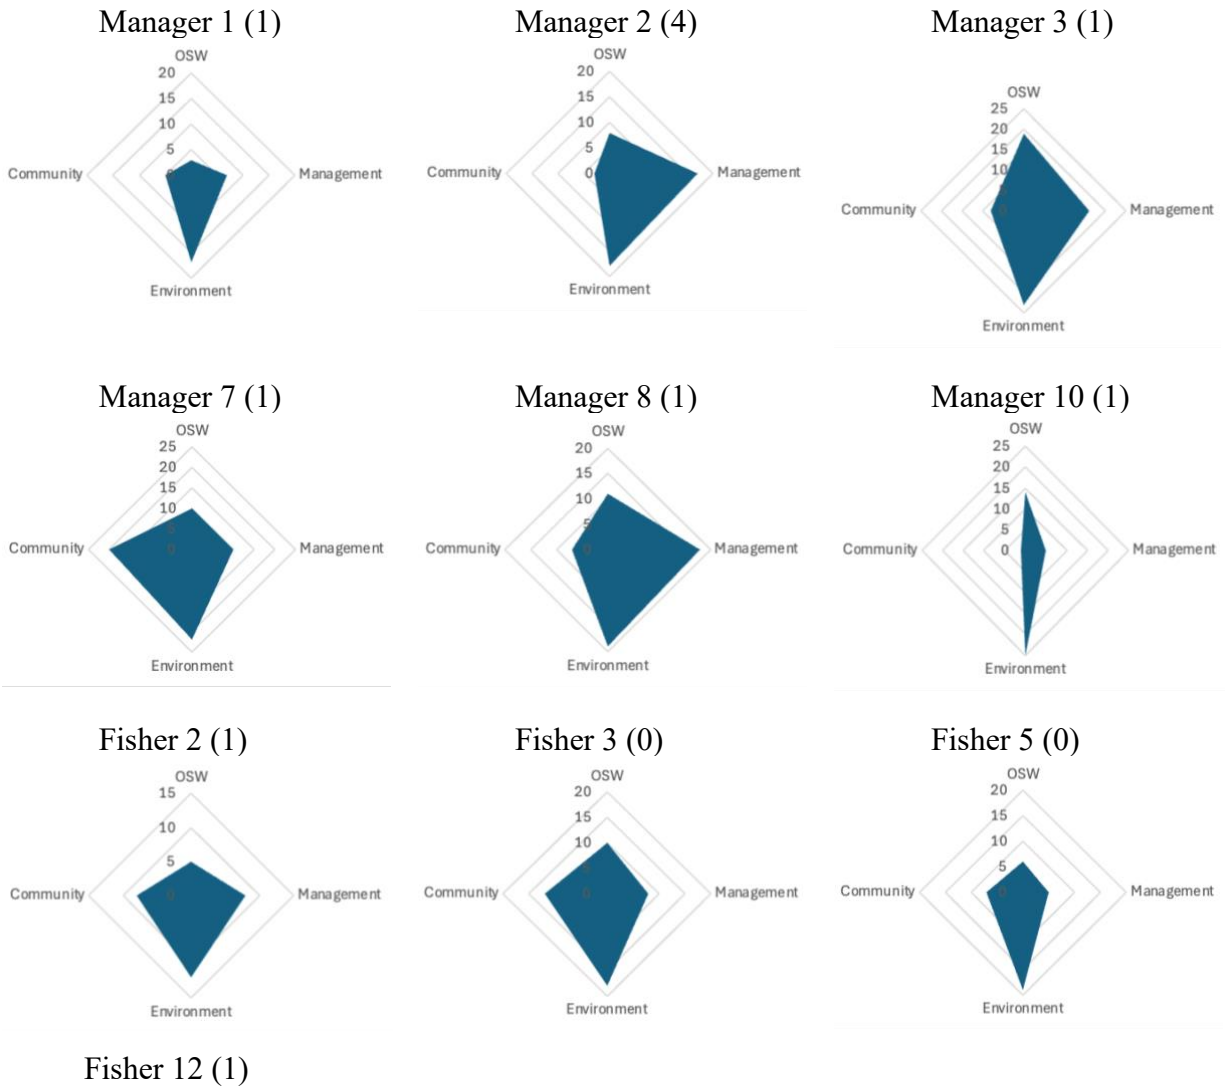 Manager 1 (1) Manager 2 (4) Manager 3 (1)
OSW
20
15
10
5
0
Community
Management
Environment
OSW
20
15
10
5
0
Community
Management
Environment
OSW
25
20
15
10
5
0
Community
Management
Environment
Manager 7 (1) Manager 8 (1) Manager 10 (1)
OSW
25
20
15
10
5
0
Community
Management
Environment
OSW
20
15
10
5
0
Community
Management
Environment
OSW
25
20
15
10
5
0
Community
Management
Environment
Fisher 2 (1) Fisher 3 (0) Fisher 5 (0)
OSW
15
10
5
0
Community
Management
Environment
OSW
20
15
10
5
0
Community
Management
Environment
OSW
20
15
10
5
0
Community
Management
Environment
Fisher 12 (1)